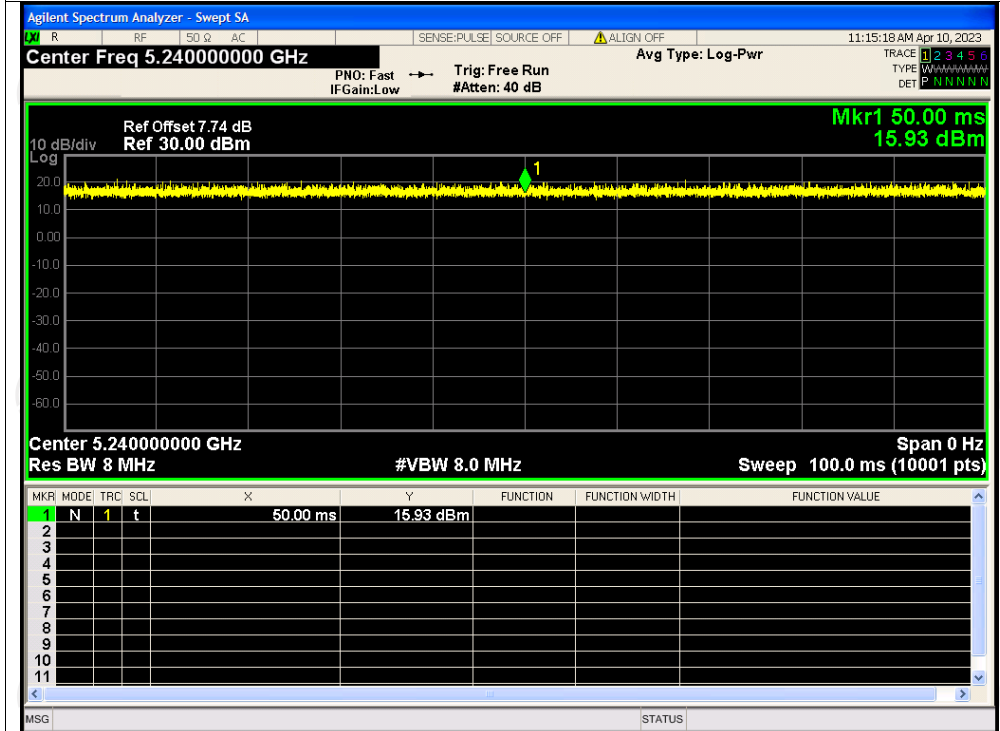 Agilent Spectrum Analyzer - Swept SA
LXI R RF 50 Ω AC SENSE:PULSE SOURCE OFF ALIGN OFF 11:15:18 AM Apr 10, 2023
Center Freq 5.240000000 GHz
PNO: Fast
IFGain:Low
Trig: Free Run
#Atten: 40 dB
Avg Type: Log-Pwr
TRACE 1 2 3 4 5 6
TYPE W
DET P N N N N N
Mkr1 50.00 ms
15.93 dBm
Ref Offset 7.74 dB
10 dB/div Ref 30.00 dBm
Log
1
20.0
10.0
0.00
-10.0
-20.0
-30.0
-40.0
-50.0
-60.0
Center 5.240000000 GHz Span 0 Hz
Res BW 8 MHz #VBW 8.0 MHz Sweep 100.0 ms (10001 pts)
MKR MODE TRC SCL X Y FUNCTION FUNCTION WIDTH FUNCTION VALUE
1 N 1 t 50.00 ms 15.93 dBm
2
3
4
5
6
7
8
9
10
11
MSG STATUS